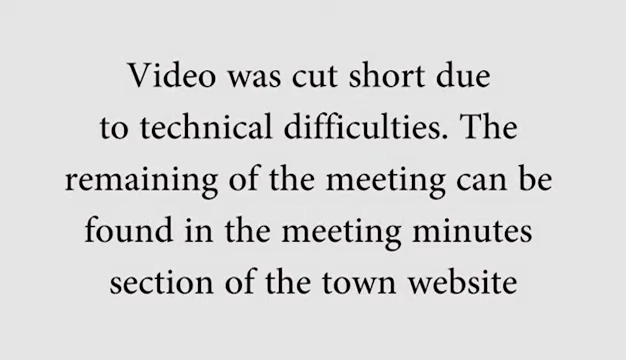 Video was cut short due
to technical difficulties. The
remaining of the meeting can be
found in the meeting minutes
section of the town website